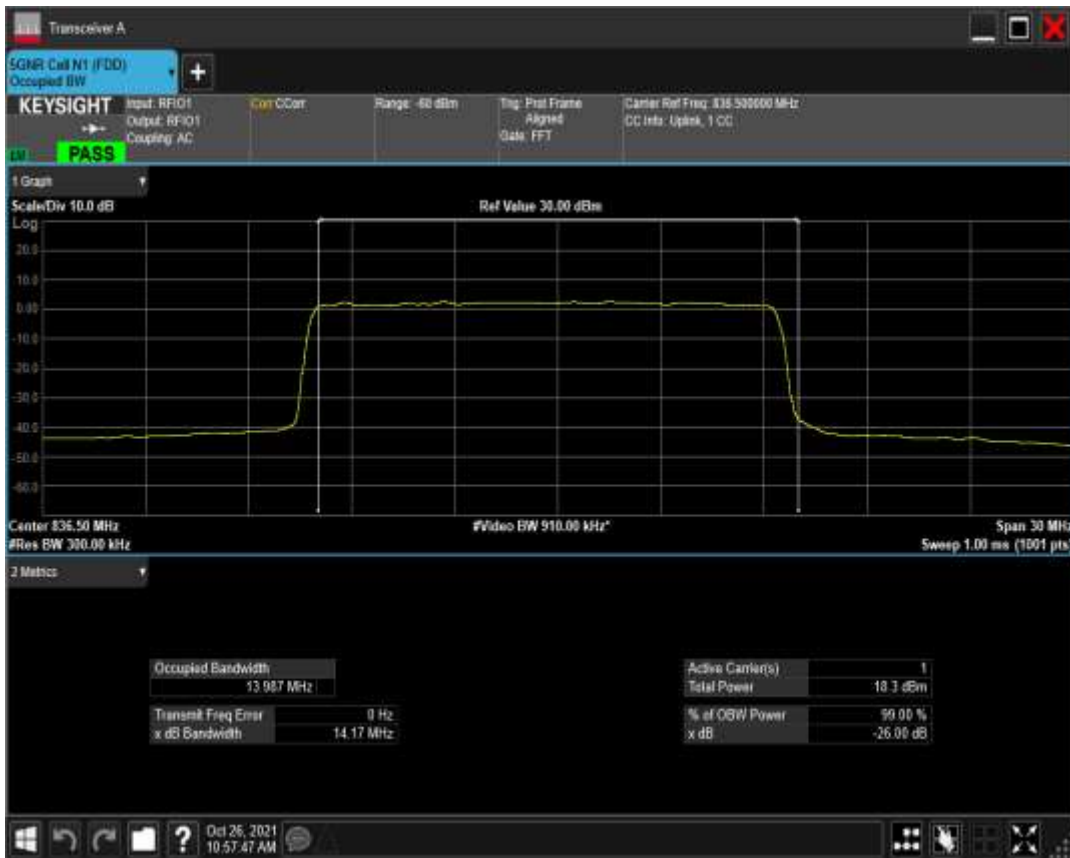 Transceiver A
5GNR Cell N1 (FDD)
Occupied BW
+
KEYSIGHT
Input: RFIO1
Output: RFIO1
Coupling: AC
Corr CCorr
Range: -60 dBm
Trig: Prot Frame
Aligned
Gate: FFT
Carrier Ref Freq: 836.500000 MHz
CC Info: Uplink, 1 CC
PASS
1 Graph
Scale/Div 10.0 dB
Ref Value 30.00 dBm
Log
20.0
10.0
0.00
-10.0
-20.0
-30.0
-40.0
-50.0
-60.0
Center 836.50 MHz
#Video BW 910.00 kHz*
Span 30 MHz
#Res BW 300.00 kHz
Sweep 1.00 ms (1001 pts)
2 Metrics
Occupied Bandwidth
13.987 MHz
Transmit Freq Error 0 Hz
x dB Bandwidth 14.17 MHz
Active Carrier(s) 1
Total Power 18.3 dBm
% of OBW Power 99.00 %
x dB -26.00 dB
?
Oct 26, 2021
10:57:47 AM